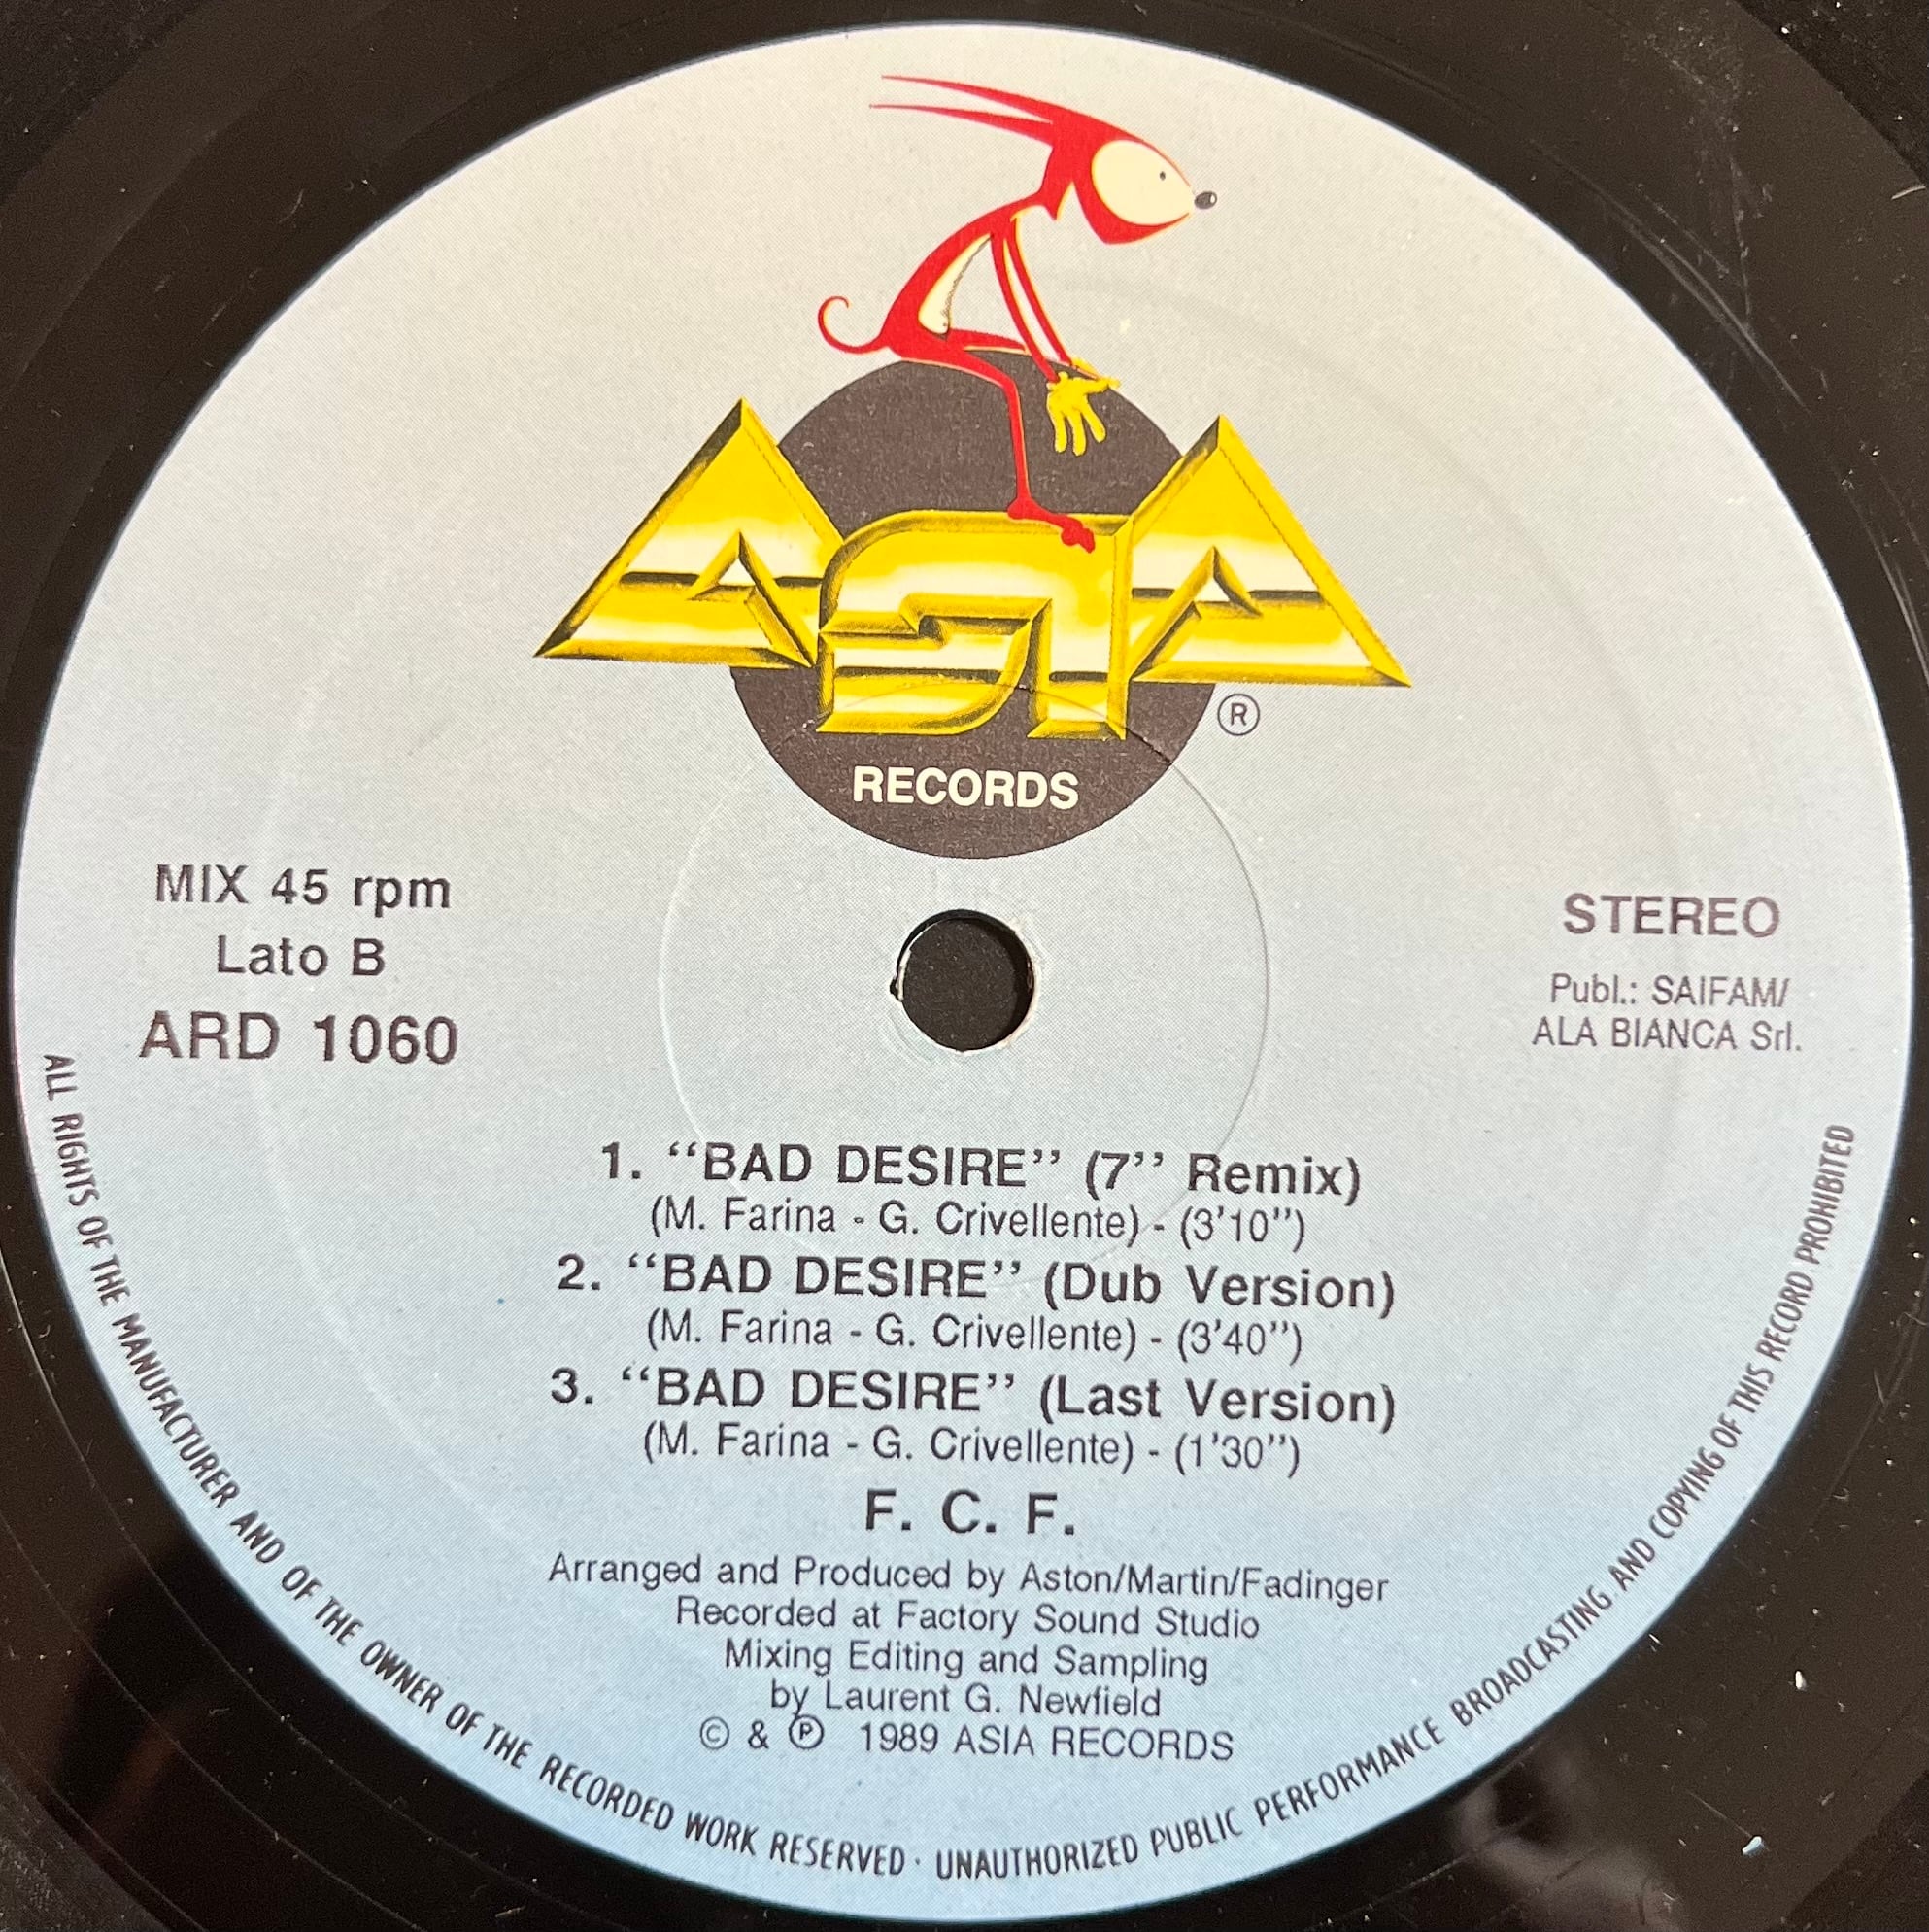 ASIA
®
RECORDS
MIX 45 rpm
Lato B
ARD 1060
STEREO
Publ.: SAIFAM/
ALA BIANCA Srl.
1. “BAD DESIRE” (7” Remix)
(M. Farina - G. Crivellente) - (3’10”)
2. “BAD DESIRE” (Dub Version)
(M. Farina - G. Crivellente) - (3’40”)
3. “BAD DESIRE” (Last Version)
(M. Farina - G. Crivellente) - (1’30”)
F. C. F.
Arranged and Produced by Aston/Martin/Fadinger
Recorded at Factory Sound Studio
Mixing Editing and Sampling
by Laurent G. Newfield
© & ℗ 1989 ASIA RECORDS
ALL RIGHTS OF THE MANUFACTURER AND OF THE OWNER OF THE RECORDED WORK RESERVED · UNAUTHORIZED PUBLIC PERFORMANCE BROADCASTING AND COPYING OF THIS RECORD PROHIBITED